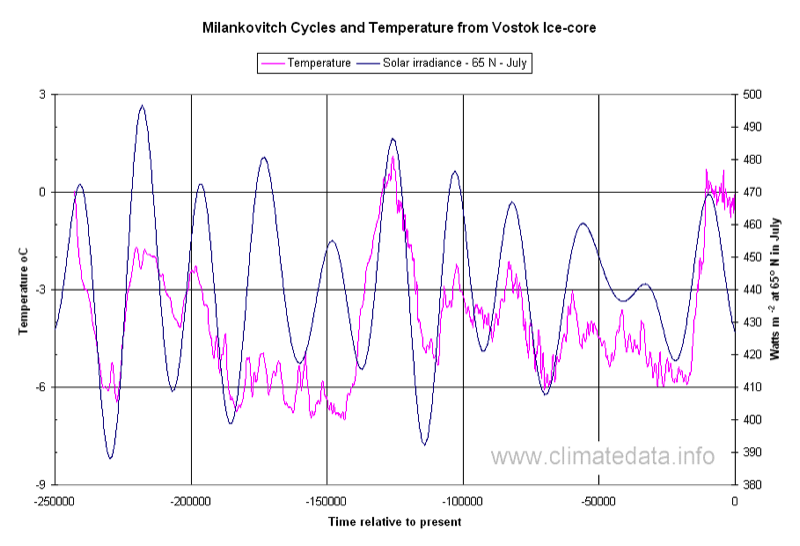 Milankovitch Cycles and Temperature from Vostok Ice-core
Temperature Solar irradiance - 65 N - July
3
0
-3
-6
-9
Temperature oC
500
490
480
470
460
450
440
430
420
410
400
390
380
Watts m -2 at 65° N in July
www.climatedata.info
-250000 -200000 -150000 -100000 -50000 0
Time relative to present